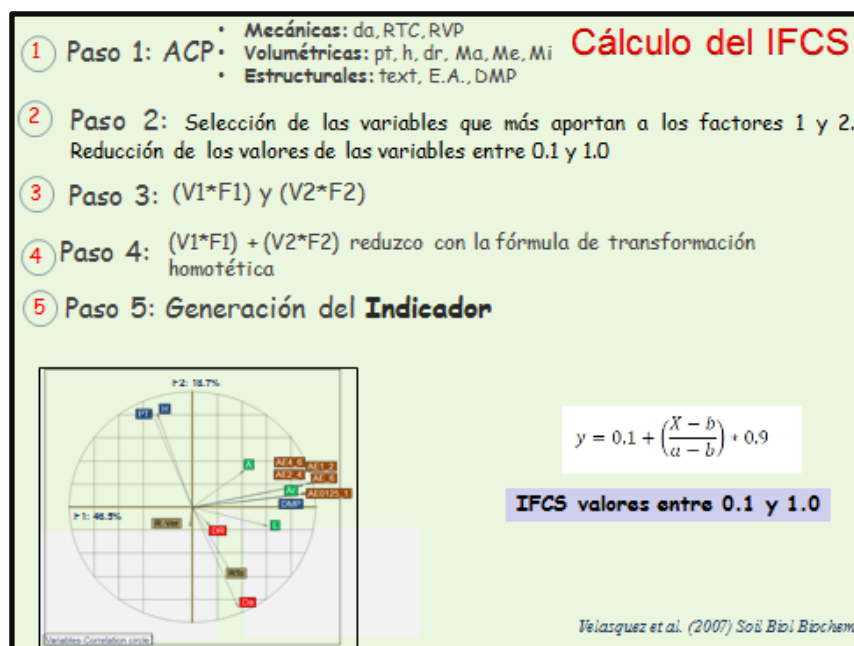 Cálculo del IFCS
1 Paso 1: ACP
• Mecánicas: da, RTC, RVP
• Volumétricas: pt, h, dr, Ma, Me, Mi
• Estructurales: text, E.A., DMP
2 Paso 2: Selección de las variables que más aportan a los factores 1 y 2.
Reducción de los valores de las variables entre 0.1 y 1.0
3 Paso 3: (V1*F1) y (V2*F2)
4 Paso 4: (V1*F1) + (V2*F2) reduzco con la fórmula de transformación
homotética
5 Paso 5: Generación del Indicador
F2: 18.7%
PT H
A
AE4_6 AE1_2
AE2_4 AE_6
Ar AE0125_1
DMP
F1: 46.5%
DR
L
RTc
Da
Variables Correlation circle
y = 0.1 + ((X − b)/(a − b)) * 0.9
IFCS valores entre 0.1 y 1.0
Velasquez et al. (2007) Soil Biol Biochem